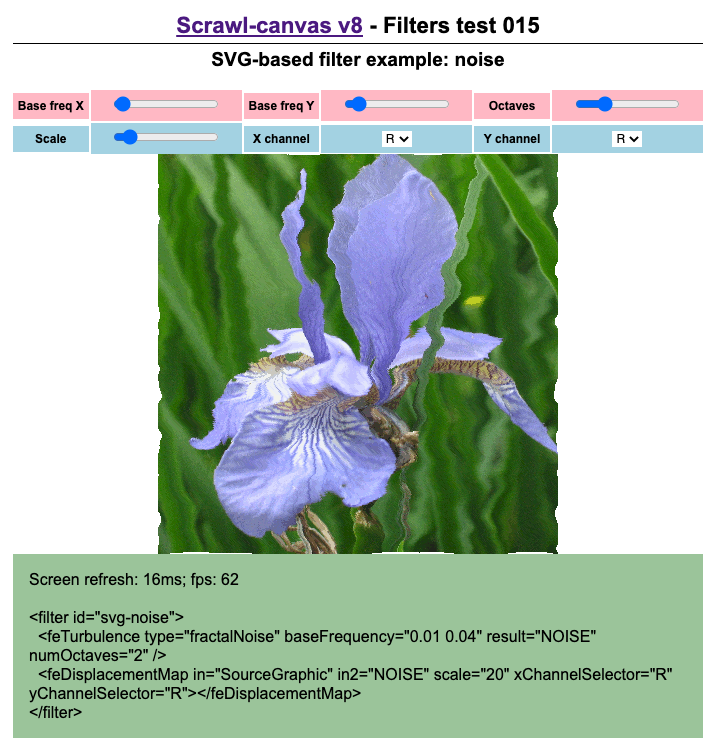 Scrawl-canvas v8 - Filters test 015
SVG-based filter example: noise
Base freq X Base freq Y Octaves
Scale X channel R Y channel R
Screen refresh: 16ms; fps: 62
<filter id="svg-noise">
<feTurbulence type="fractalNoise" baseFrequency="0.01 0.04" result="NOISE"
numOctaves="2" />
<feDisplacementMap in="SourceGraphic" in2="NOISE" scale="20" xChannelSelector="R"
yChannelSelector="R"></feDisplacementMap>
</filter>